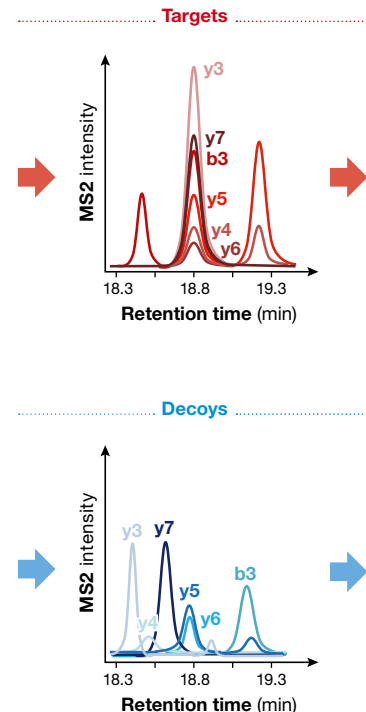 Targets
MS2 intensity
y3
y7
b3
y5
y4
y6
18.3 18.8 19.3
Retention time (min)
Decoys
MS2 intensity
y3 y7
y5
b3
y4
y6
18.3 18.8 19.3
Retention time (min)